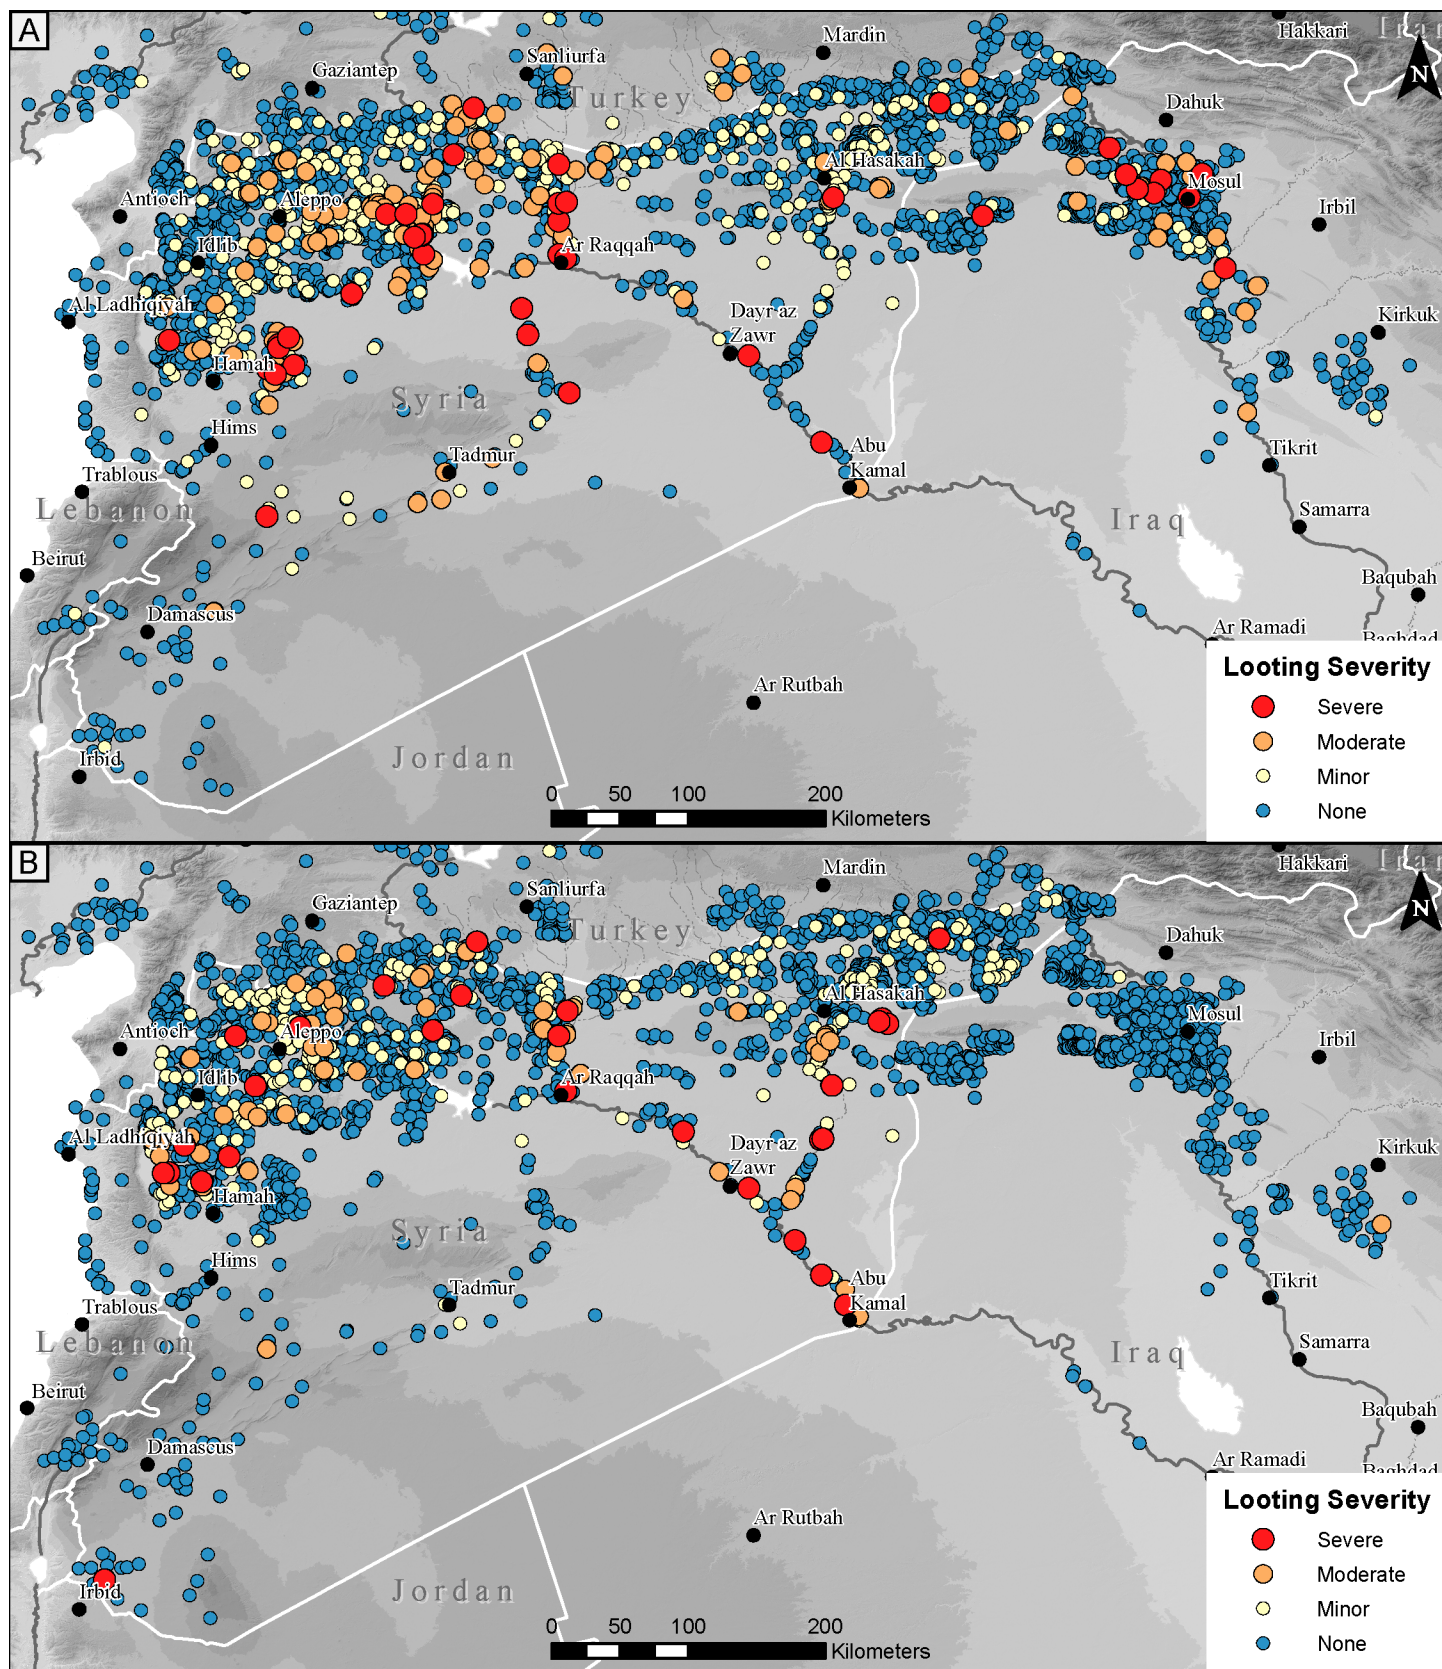 A
Hakkari
Iran
Mardin
N
Sanliurfa
Gaziantep
Turkey
Dahuk
Al Hasakah
Mosul
Antioch
Aleppo
Irbil
Idlib
Ar Raqqah
Al Ladhiqiyah
Dayr az
Zawr
Kirkuk
Hamah
Syria
Hims
Abu
Kamal
Tadmur
Tikrit
Trablous
Lebanon
Iraq
Samarra
Beirut
Baqubah
Damascus
Ar Ramadi
Baghdad
Looting Severity
Severe
Moderate
Minor
None
Ar Rutbah
Irbid
Jordan
0 50 100 200
Kilometers
B
Hakkari
Iran
Mardin
N
Sanliurfa
Gaziantep
Turkey
Dahuk
Al Hasakah
Mosul
Antioch
Aleppo
Irbil
Idlib
Ar Raqqah
Al Ladhiqiyah
Dayr az
Zawr
Kirkuk
Hamah
Syria
Hims
Abu
Kamal
Tadmur
Tikrit
Trablous
Lebanon
Iraq
Samarra
Beirut
Baqubah
Damascus
Ar Ramadi
Baghdad
Looting Severity
Severe
Moderate
Minor
None
Ar Rutbah
Irbid
Jordan
0 50 100 200
Kilometers